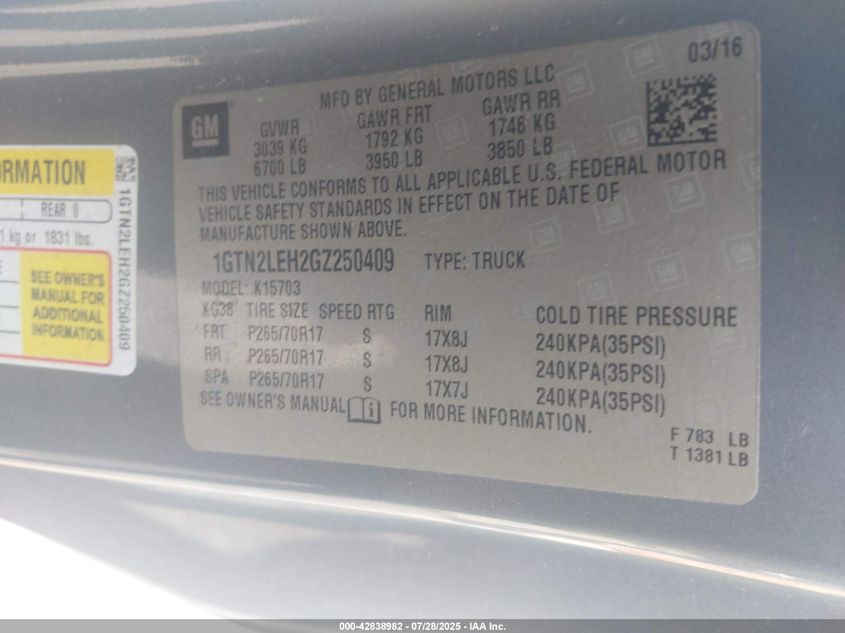 ORMATION
REAR 0
1 kg or 1831 lbs.
SEE OWNER'S
MANUAL FOR
ADDITIONAL
INFORMATION
1GTN2LEH2GZ250409
GM
MFD BY GENERAL MOTORS LLC
03/16
GVWR GAWR FRT GAWR RR
3039 KG 1792 KG 1746 KG
6700 LB 3950 LB 3850 LB
THIS VEHICLE CONFORMS TO ALL APPLICABLE U.S. FEDERAL MOTOR
VEHICLE SAFETY STANDARDS IN EFFECT ON THE DATE OF
MANUFACTURE SHOWN ABOVE.
1GTN2LEH2GZ250409 TYPE: TRUCK
MODEL: K15703
KG38 TIRE SIZE SPEED RTG RIM COLD TIRE PRESSURE
FRT P265/70R17 S 17X8J 240KPA(35PSI)
RR P265/70R17 S 17X8J 240KPA(35PSI)
SPA P265/70R17 S 17X7J 240KPA(35PSI)
SEE OWNER'S MANUAL FOR MORE INFORMATION.
F 783 LB
T 1381 LB
000-42838982 / 07/28/2025 - IAA Inc.